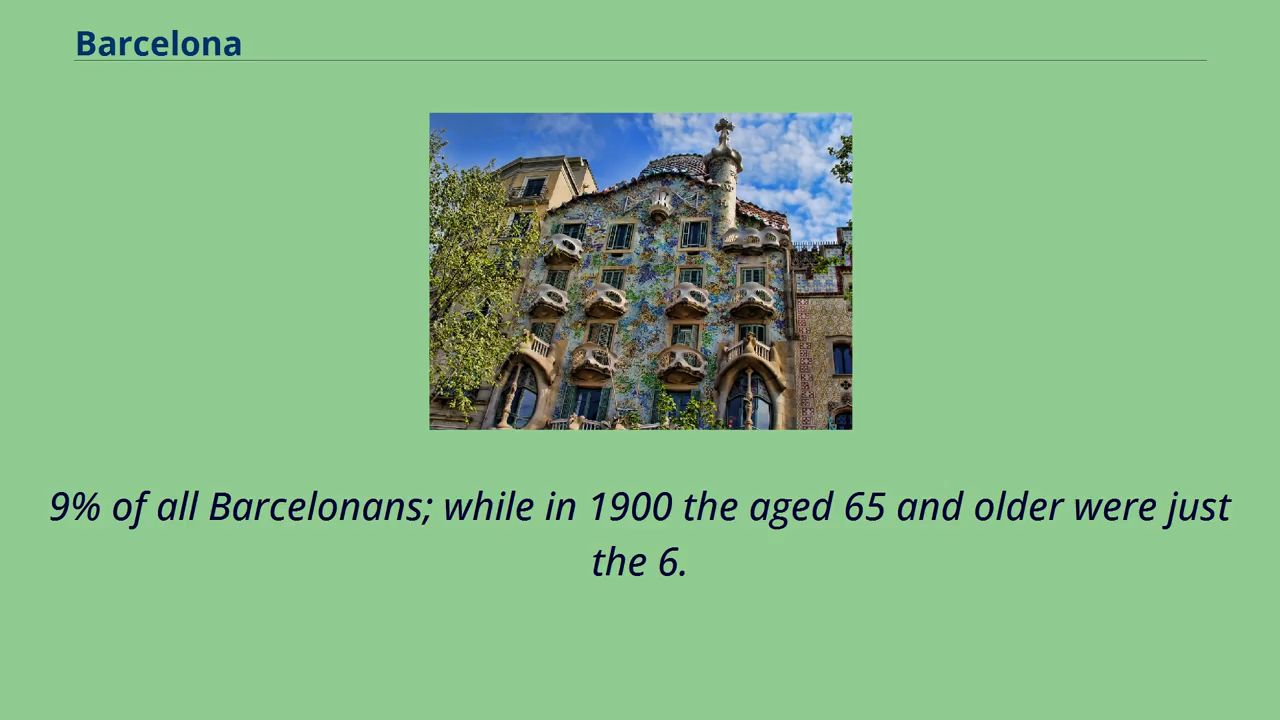 Barcelona
9% of all Barcelonans; while in 1900 the aged 65 and older were just
the 6.